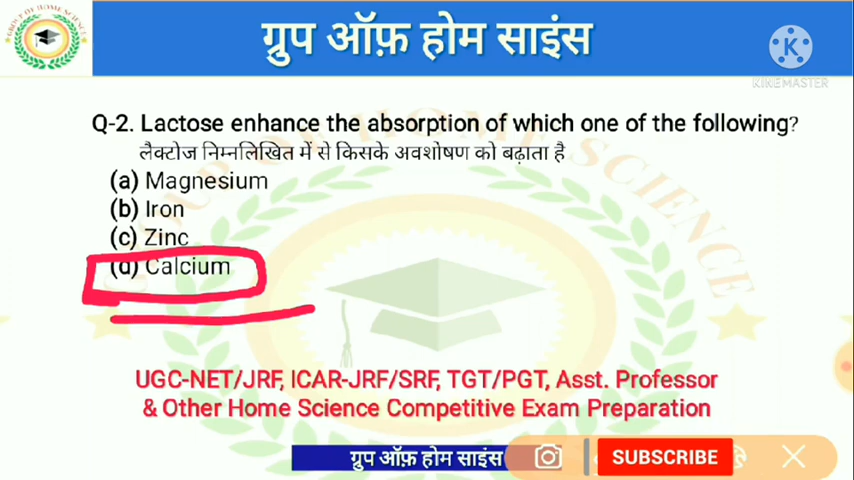 ग्रुप ऑफ़ होम साइंस
K
KINEMASTER
Q-2. Lactose enhance the absorption of which one of the following?
लैक्टोज निम्नलिखित में से किसके अवशोषण को बढ़ाता है
(a) Magnesium
(b) Iron
(c) Zinc
(d) Calcium
UGC-NET/JRF, ICAR-JRF/SRF, TGT/PGT, Asst. Professor
& Other Home Science Competitive Exam Preparation
ग्रुप ऑफ़ होम साइंस
SUBSCRIBE